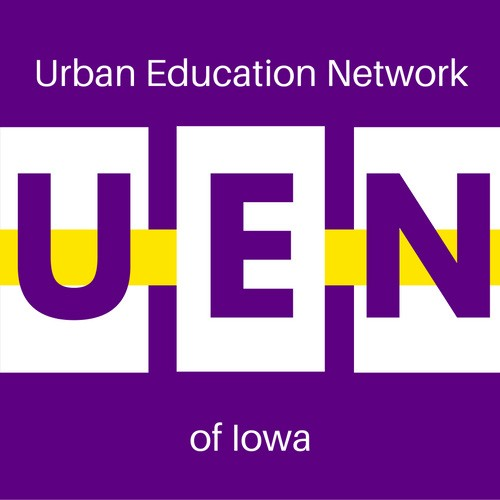 Urban Education Network
UEN
of Iowa